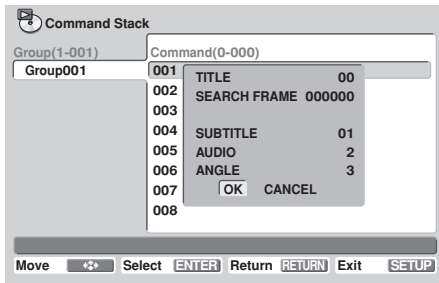 Command Stack
Group(1-001) Command(0-000)
Group001 001
002
003
004
005
006
007
008
TITLE 00
SEARCH FRAME 000000
SUBTITLE 01
AUDIO 2
ANGLE 3
OK CANCEL
Move Select ENTER Return RETURN Exit SETUP